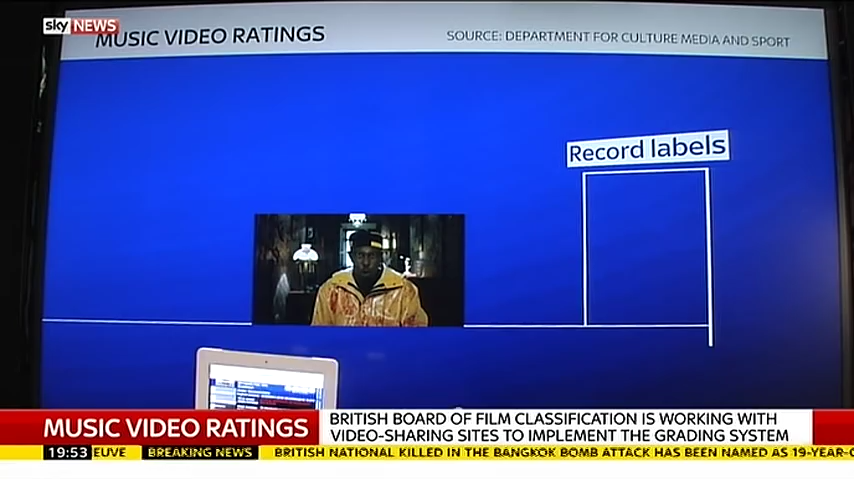 sky NEWS
MUSIC VIDEO RATINGS
SOURCE: DEPARTMENT FOR CULTURE MEDIA AND SPORT
Record labels
MUSIC VIDEO RATINGS
BRITISH BOARD OF FILM CLASSIFICATION IS WORKING WITH
VIDEO-SHARING SITES TO IMPLEMENT THE GRADING SYSTEM
19:53 EUVE BREAKING NEWS BRITISH NATIONAL KILLED IN THE BANGKOK BOMB ATTACK HAS BEEN NAMED AS 19-YEAR-O